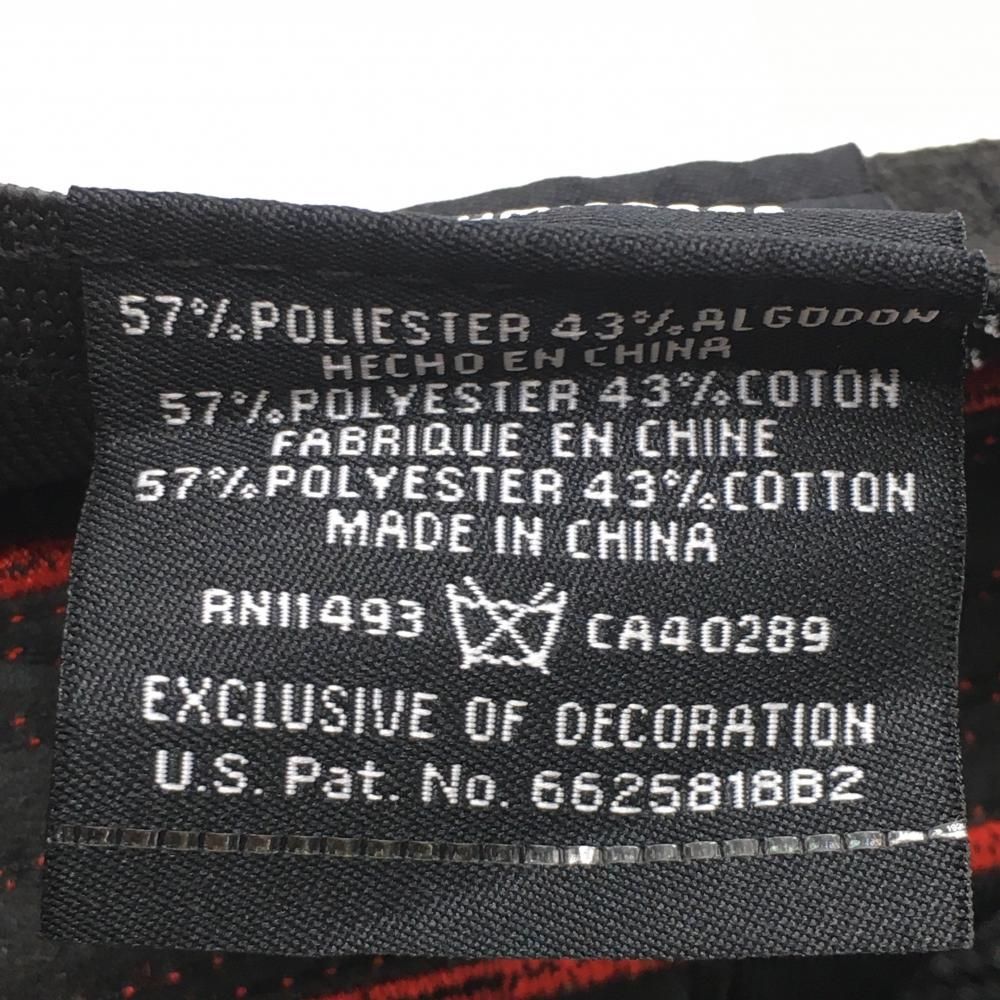 57%POLIESTER 43%ALGODON
HECHO EN CHINA
57%POLYESTER 43%COTON
FABRIQUE EN CHINE
57%POLYESTER 43%COTTON
MADE IN CHINA
RN11493 CA40289
EXCLUSIVE OF DECORATION
U.S. Pat. No. 6625818B2